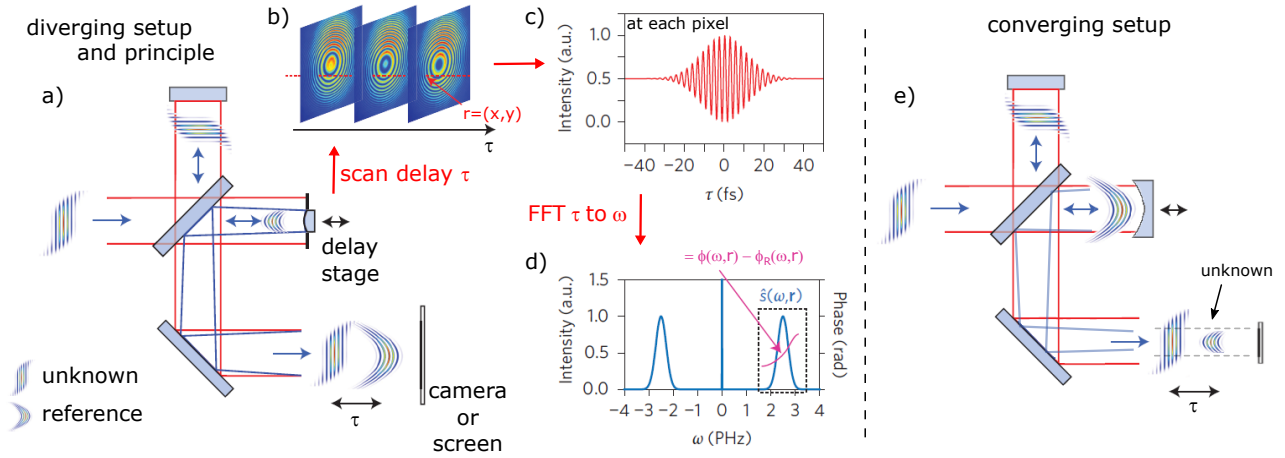 diverging setup
and principle
a)
delay
stage
unknown
reference
τ
camera
or
screen
b)
r=(x,y)
τ
scan delay τ
c)
at each pixel
Intensity (a.u.)
1.0
0.5
0.0
−40 −20 0 20 40
τ (fs)
FFT τ to ω
d)
= ϕ(ω,r) − ϕR(ω,r)
ŝ(ω,r)
Intensity (a.u.)
1.5
1.0
0.5
0.0
Phase (rad)
−4 −3 −2 −1 0 1 2 3 4
ω (PHz)
converging setup
e)
unknown
τ